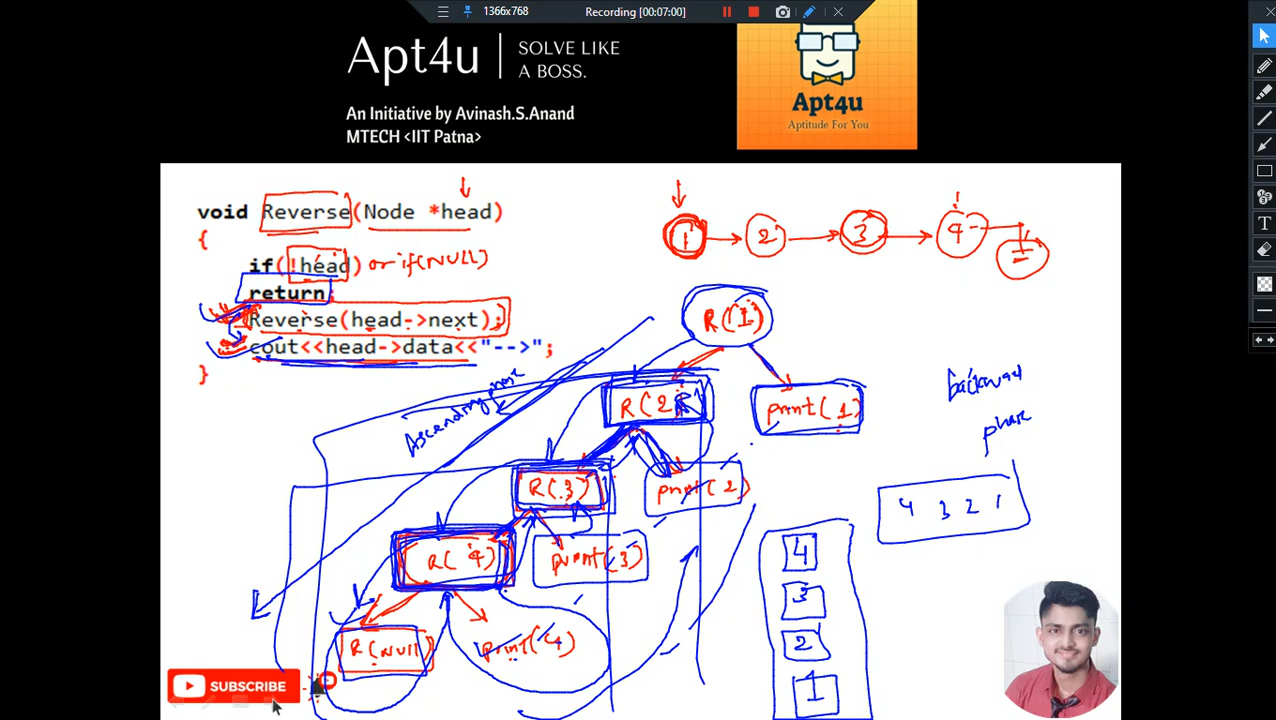 1366x768
Recording [00:07:00]
Apt4u
SOLVE LIKE
A BOSS.
An Initiative by Avinash.S.Anand
MTECH <IIT Patna>
Apt4u
Aptitude For You
void Reverse(Node *head)
{
if(!head) or if(NULL)
return;
Reverse(head->next);
cout<<head->data<<"-->";
}
1 2 3 4
R(1)
R(2)
print(1)
R(3)
print(2)
R(4)
print(3)
R(NULL)
print(4)
Ascending phase
backward
phase
4 3 2 1
4
3
2
1
SUBSCRIBE
T